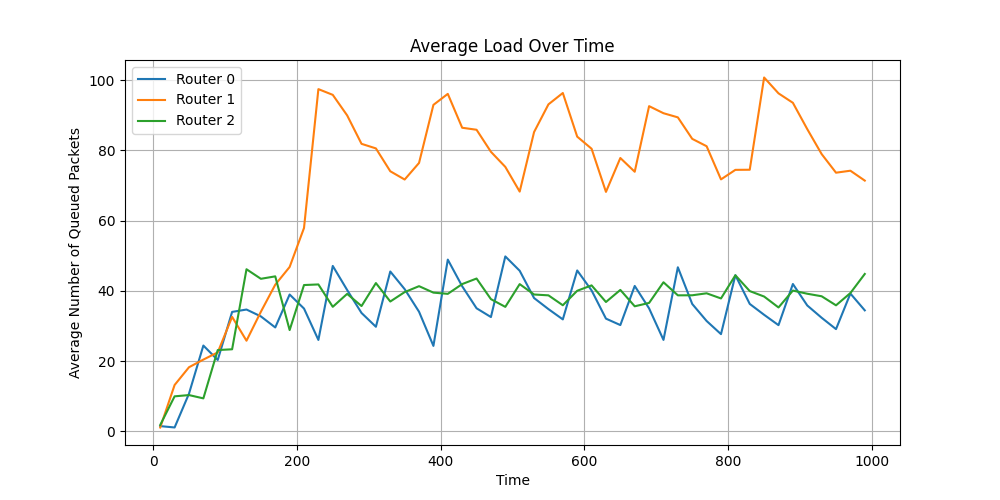 Average Load Over Time
Router 0
Router 1
Router 2
Average Number of Queued Packets
100
80
60
40
20
0
0 200 400 600 800 1000
Time